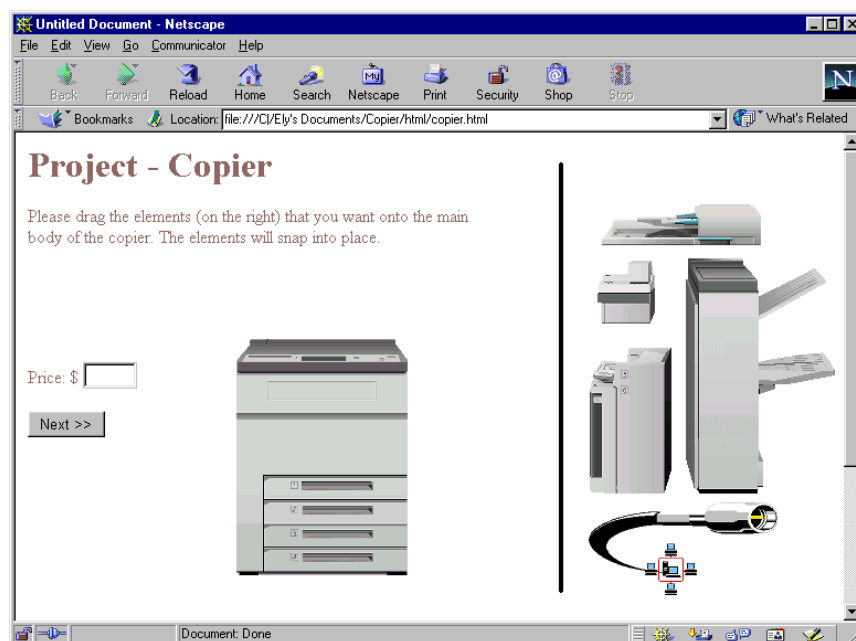 Untitled Document - Netscape
File Edit View Go Communicator Help
Back Forward Reload Home Search Netscape Print Security Shop Stop
My
N
Bookmarks Location: file:///C|/Ely's Documents/Copier/html/copier.html What's Related
Project - Copier
Please drag the elements (on the right) that you want onto the main
body of the copier. The elements will snap into place.
Price: $
Next >>
Document: Done